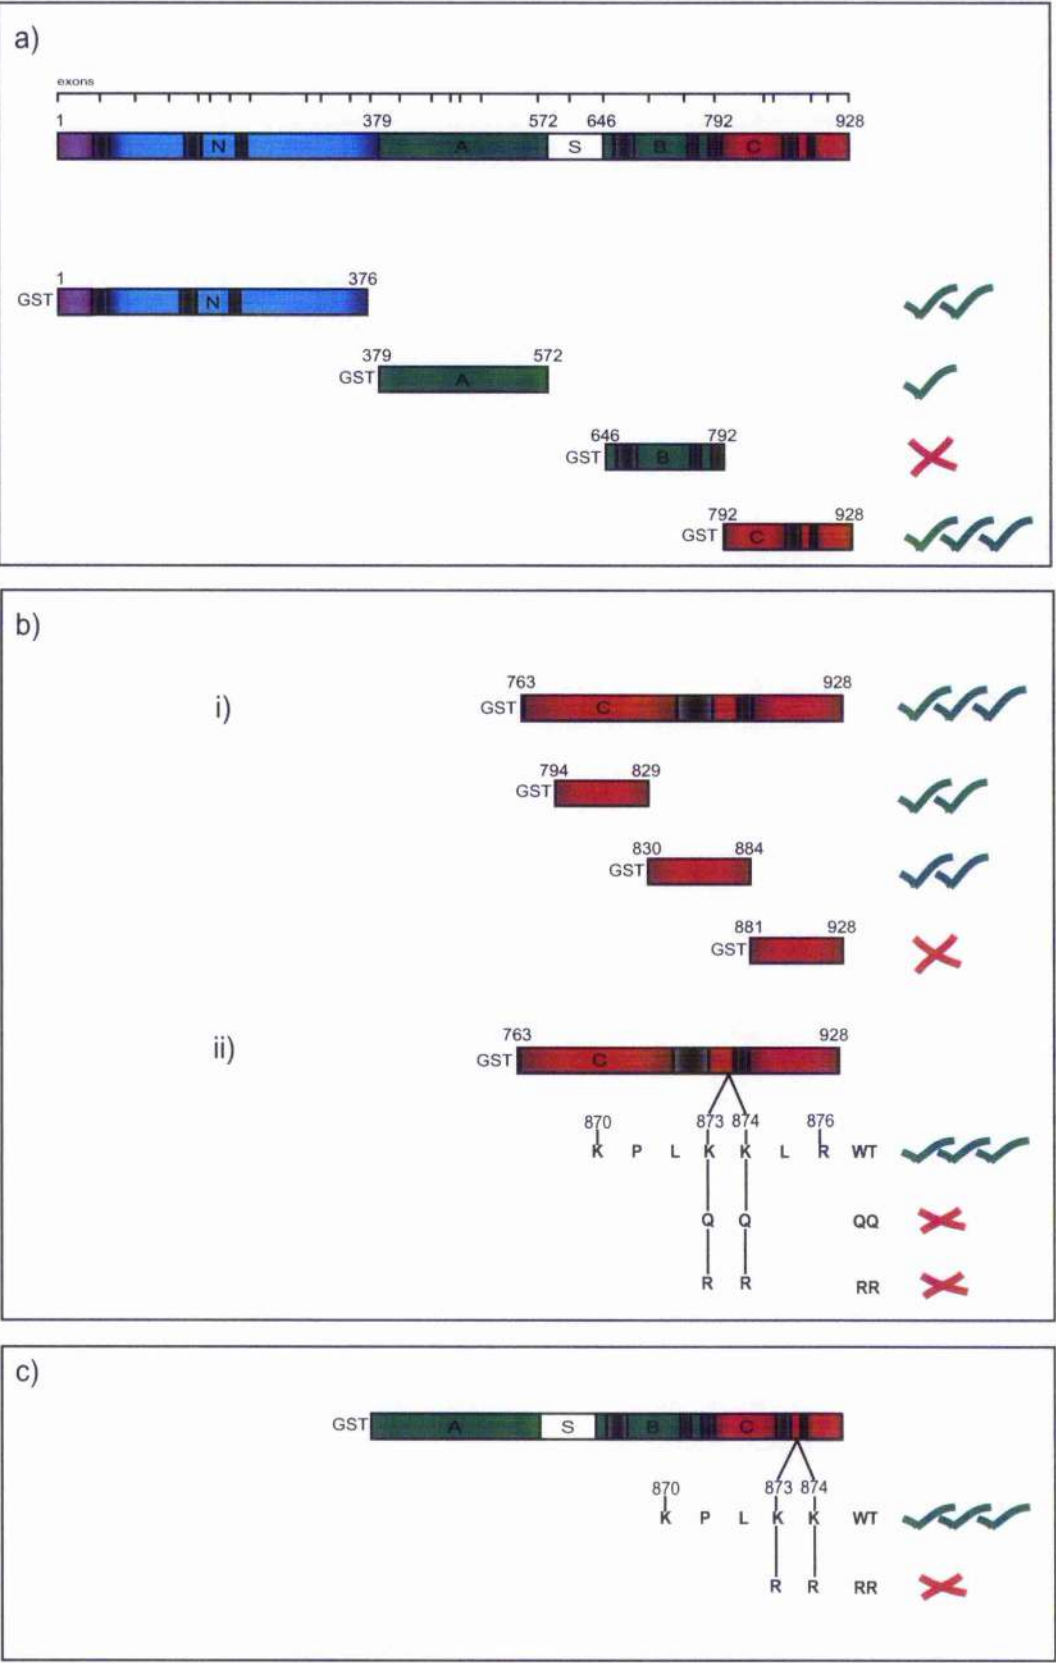 a)
exons
1 379 572 646 792 928
N A S B C
1 376
GST N
379 572
GST A
646 792
GST B
792 928
GST C
b)
763 928
i) GST C
794 829
GST
830 884
GST
881 928
GST
763 928
ii) GST C
870 873 874 876
K P L K K L R WT
Q Q QQ
R R RR
c)
GST A S B C
870 873 874
K P L K K WT
R R RR